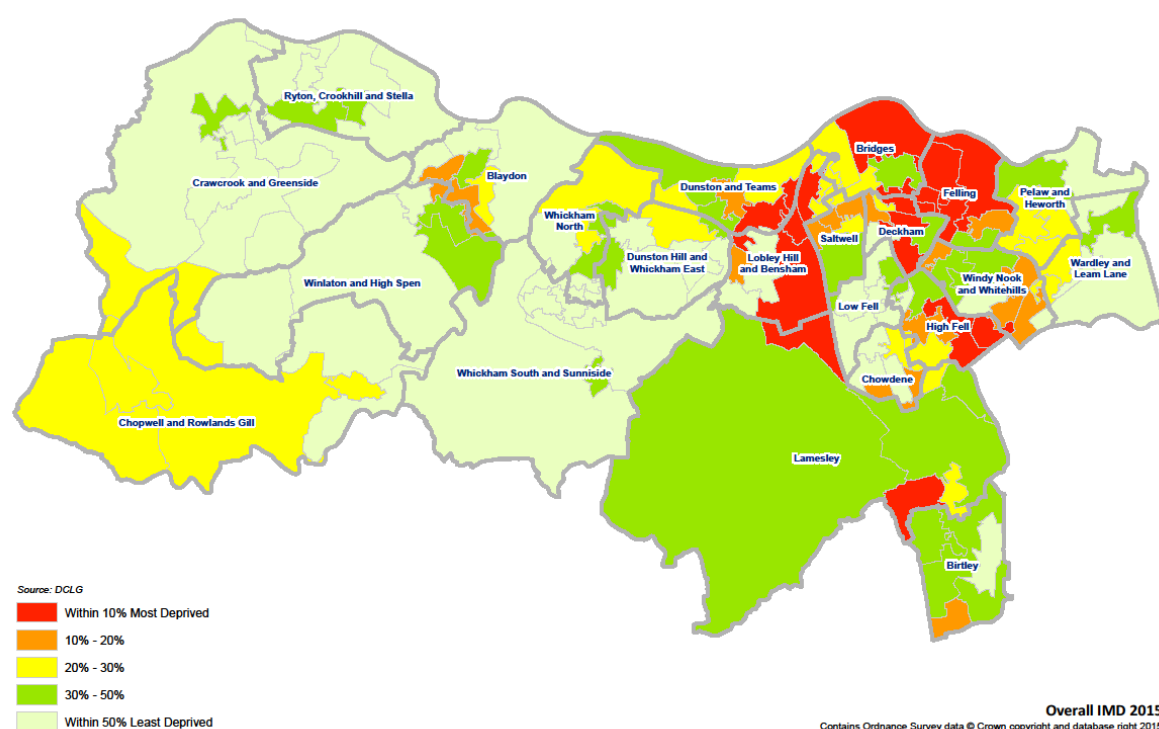 Ryton, Crookhill and Stella
Bridges
Crawcrook and Greenside
Blaydon
Dunston and Teams
Felling
Pelaw and
Heworth
Whickham
North
Saltwell
Deckham
Dunston Hill and
Whickham East
Lobley Hill
and Bensham
Wardley and
Leam Lane
Winlaton and High Spen
Windy Nook
and Whitehills
Low Fell
High Fell
Whickham South and Sunniside
Chowdene
Chopwell and Rowlands Gill
Lamesley
Birtley
Source: DCLG
Within 10% Most Deprived
10% - 20%
20% - 30%
30% - 50%
Within 50% Least Deprived
Overall IMD 2015
Contains Ordnance Survey data © Crown copyright and database right 2015